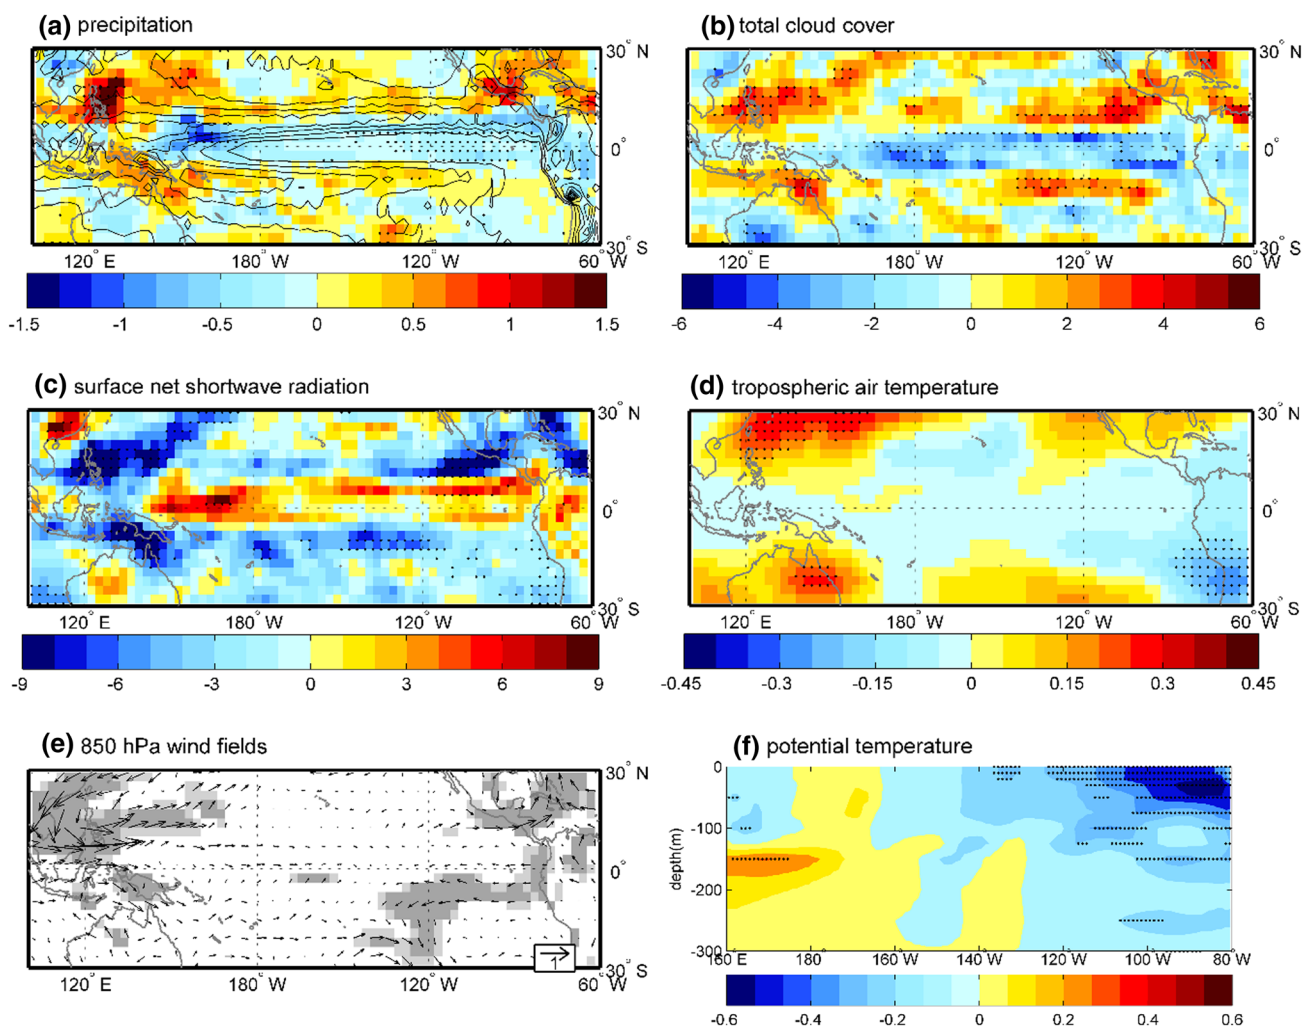 (a) precipitation
30° N
0°
30° S
120° E 180° W 120° W 60° W
-1.5 -1 -0.5 0 0.5 1 1.5
(b) total cloud cover
30° N
0°
30° S
120° E 180° W 120° W 60° W
-6 -4 -2 0 2 4 6
(c) surface net shortwave radiation
30° N
0°
30° S
120° E 180° W 120° W 60° W
-9 -6 -3 0 3 6 9
(d) tropospheric air temperature
30° N
0°
30° S
120° E 180° W 120° W 60° W
-0.45 -0.3 -0.15 0 0.15 0.3 0.45
(e) 850 hPa wind fields
30° N
0°
1
30° S
120° E 180° W 120° W 60° W
(f) potential temperature
0
-100
depth(m)
-200
-300
160° E 180° W 160° W 140° W 120° W 100° W 80° W
-0.6 -0.4 -0.2 0 0.2 0.4 0.6